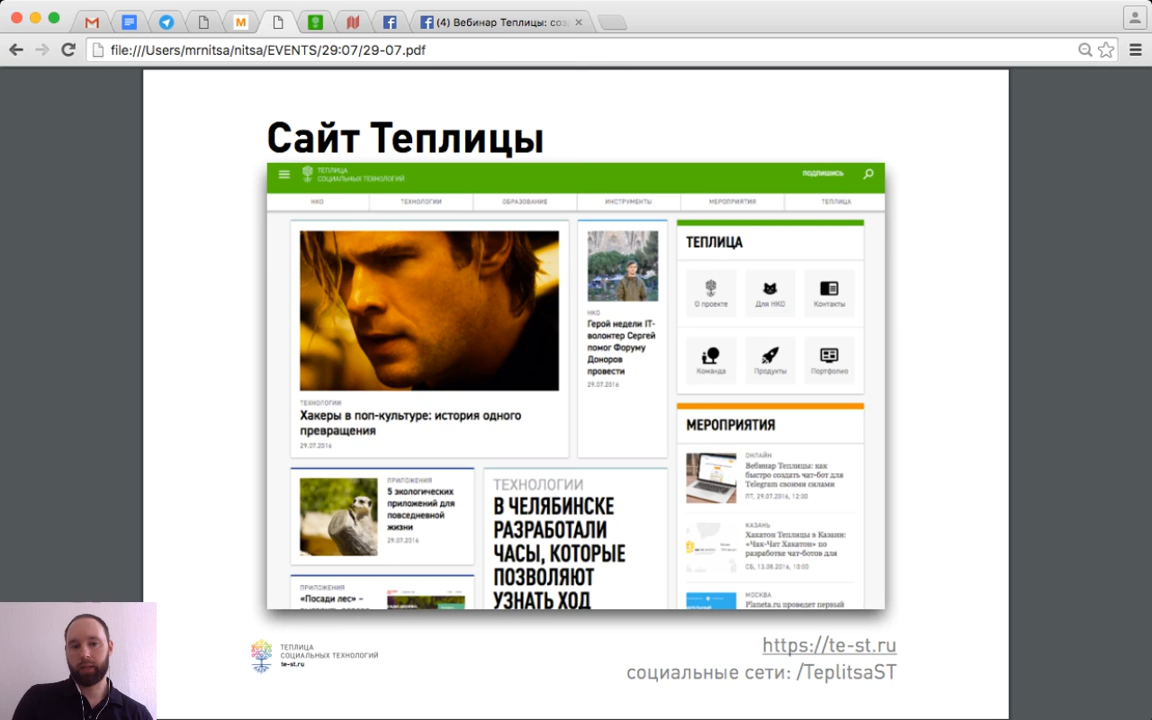 (4) Вебинар Теплицы: соз
file:///Users/mrnitsa/nitsa/EVENTS/29:07/29-07.pdf
Сайт Теплицы
ТЕПЛИЦА
СОЦИАЛЬНЫХ ТЕХНОЛОГИЙ
ПОДПИШИСЬ
НКО
ТЕХНОЛОГИИ
ОБРАЗОВАНИЕ
ИНСТРУМЕНТЫ
МЕРОПРИЯТИЯ
ТЕПЛИЦА
ТЕХНОЛОГИИ
Хакеры в поп-культуре: история одного
превращения
29.07.2016
НКО
Герой недели IT-
волонтер Сергей
помог Форуму
Доноров
провести
29.07.2016
ТЕПЛИЦА
О проекте
Для НКО
Контакты
Команда
Продукты
Портфолио
ПРИЛОЖЕНИЯ
5 экологических
приложений для
повседневной
жизни
29.07.2016
ПРИЛОЖЕНИЯ
«Посади лес» –
ТЕХНОЛОГИИ
В ЧЕЛЯБИНСКЕ
РАЗРАБОТАЛИ
ЧАСЫ, КОТОРЫЕ
ПОЗВОЛЯЮТ
УЗНАТЬ ХОД
МЕРОПРИЯТИЯ
ОНЛАЙН
Вебинар Теплицы: как
быстро создать чат-бот для
Telegram своими силами
ПТ, 29.07.2016, 12:00
КАЗАНЬ
Хакатон Теплицы в Казани:
«Чак-Чат Хакатон» по
разработке чат-ботов для
СБ, 13.08.2016, 10:00
МОСКВА
Planeta.ru проведет первый
ТЕПЛИЦА
СОЦИАЛЬНЫХ ТЕХНОЛОГИЙ
te-st.ru
https://te-st.ru
социальные сети: /TeplitsaST